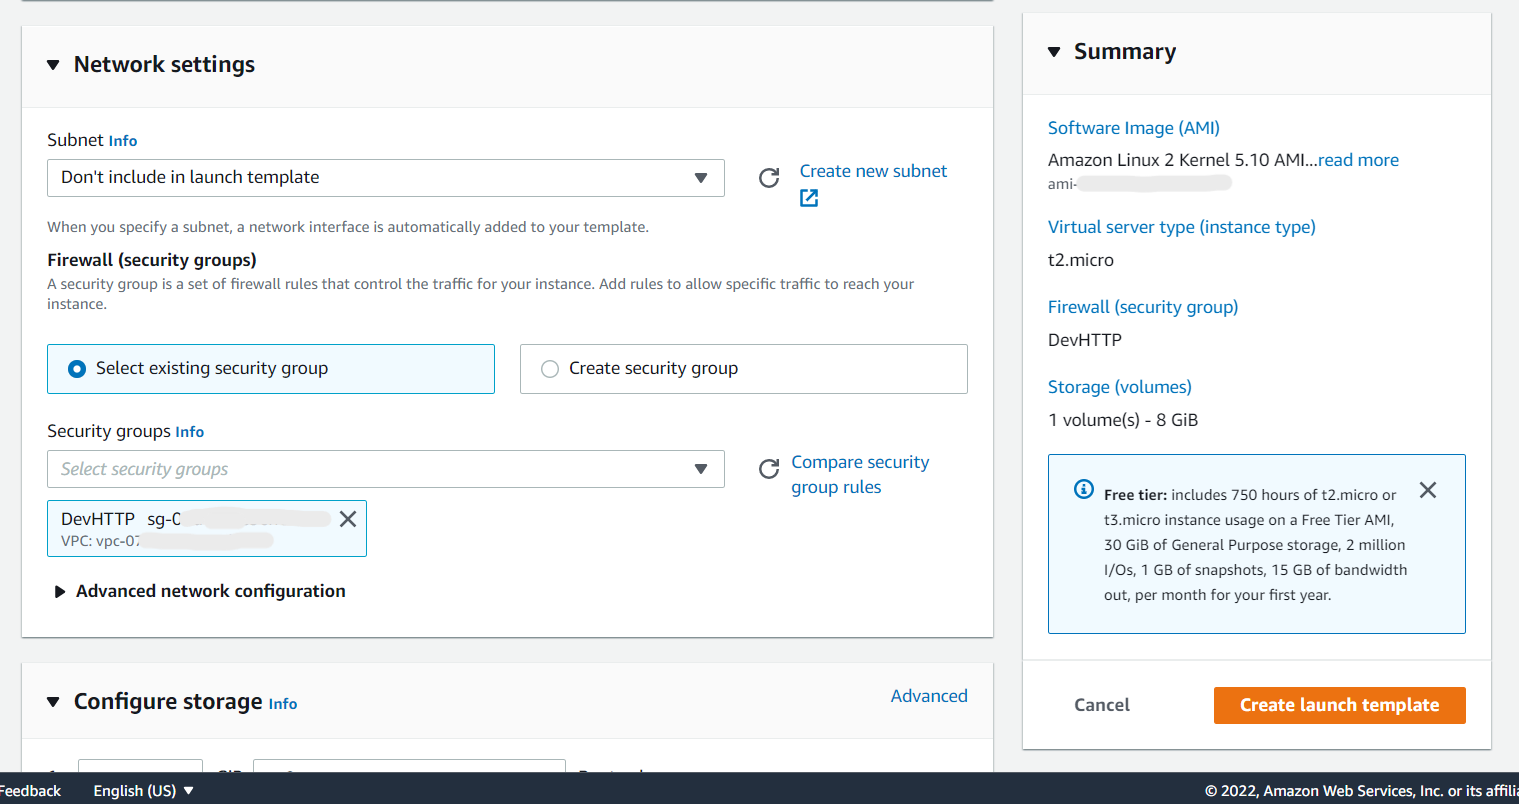 Network settings
Subnet Info
Don't include in launch template
Create new subnet
When you specify a subnet, a network interface is automatically added to your template.
Firewall (security groups)
A security group is a set of firewall rules that control the traffic for your instance. Add rules to allow specific traffic to reach your
instance.
Select existing security group
Create security group
Security groups Info
Select security groups
Compare security
group rules
DevHTTP sg-0
VPC: vpc-07
Advanced network configuration
Configure storage Info
Advanced
Summary
Software Image (AMI)
Amazon Linux 2 Kernel 5.10 AMI...read more
ami-
Virtual server type (instance type)
t2.micro
Firewall (security group)
DevHTTP
Storage (volumes)
1 volume(s) - 8 GiB
Free tier: includes 750 hours of t2.micro or
t3.micro instance usage on a Free Tier AMI,
30 GiB of General Purpose storage, 2 million
I/Os, 1 GB of snapshots, 15 GB of bandwidth
out, per month for your first year.
Cancel
Create launch template
Feedback
English (US)
© 2022, Amazon Web Services, Inc. or its affilia